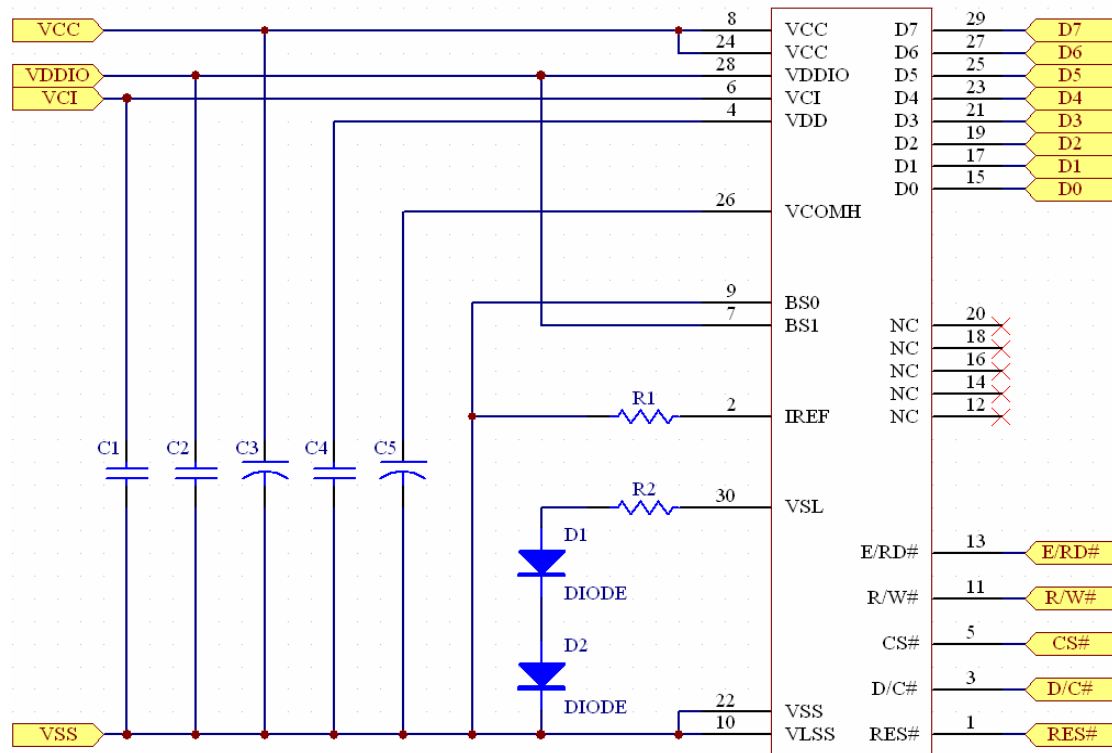 VCC 8 VCC D7 29 D7
24 VCC D6 27 D6
VDDIO 28 VDDIO D5 25 D5
VCI 6 VCI D4 23 D4
4 VDD D3 21 D3
D2 19 D2
D1 17 D1
D0 15 D0
26 VCOMH
9 BS0
7 BS1 NC 20
NC 18
NC 16
NC 14
R1 2 IREF NC 12
C1 C2 C3 C4 C5
R2 30 VSL
D1
DIODE
E/RD# 13 E/RD#
R/W# 11 R/W#
D2
DIODE
CS# 5 CS#
D/C# 3 D/C#
22 VSS
VSS 10 VLSS RES# 1 RES#